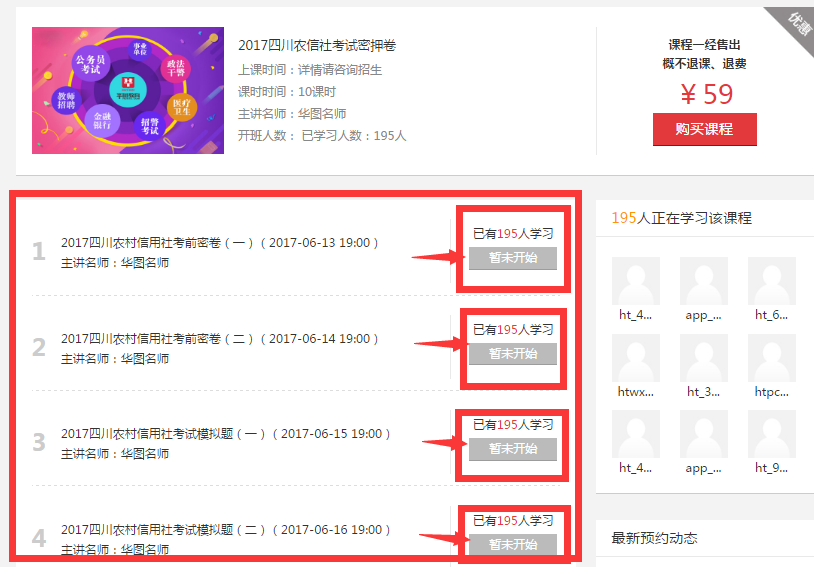 公务员
考试
事业
单位
政法
干警
教师
招聘
医疗
卫生
金融
银行
招警
考试
2017四川农信社考试密押卷
上课时间：详情请咨询招生
课时时间：10课时
主讲名师：华图名师
开班人数： 已学习人数：195人
优惠
课程一经售出
概不退课、退费
￥59
购买课程
1
2017四川农村信用社考前密卷（一）（2017-06-13 19:00）
主讲名师：华图名师
已有195人学习
暂未开始
2
2017四川农村信用社考前密卷（二）（2017-06-14 19:00）
主讲名师：华图名师
已有195人学习
暂未开始
3
2017四川农村信用社考试模拟题（一）（2017-06-15 19:00）
主讲名师：华图名师
已有195人学习
暂未开始
4
2017四川农村信用社考试模拟题（二）（2017-06-16 19:00）
主讲名师：华图名师
已有195人学习
暂未开始
195人正在学习该课程
ht_4...
app_...
ht_6...
htwx...
ht_3...
htpc...
ht_4...
app_...
ht_9...
最新预约动态